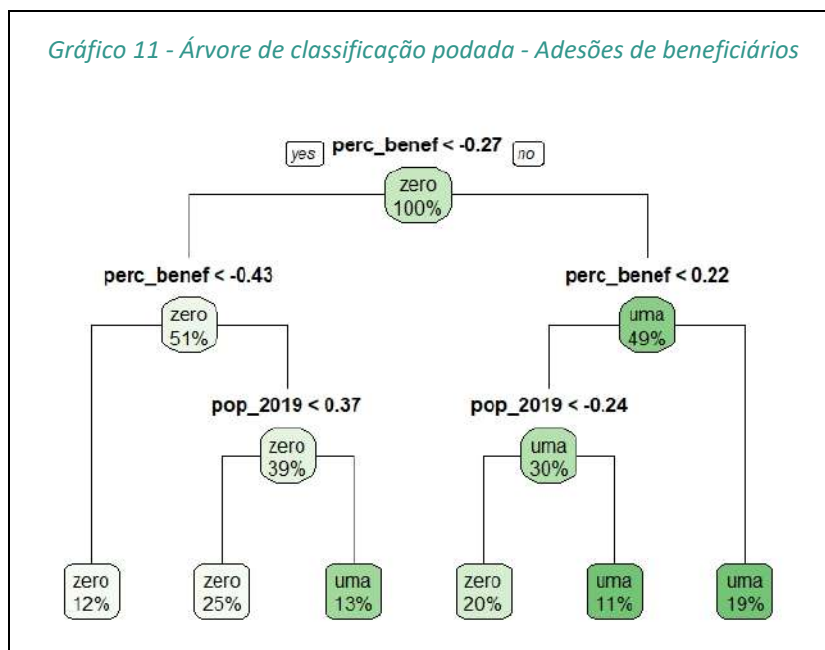 Gráfico 11 - Árvore de classificação podada - Adesões de beneficiários
yes perc_benef < -0.27 no
zero
100%
perc_benef < -0.43 perc_benef < 0.22
zero uma
51% 49%
pop_2019 < 0.37 pop_2019 < -0.24
zero uma
39% 30%
zero zero uma zero uma uma
12% 25% 13% 20% 11% 19%